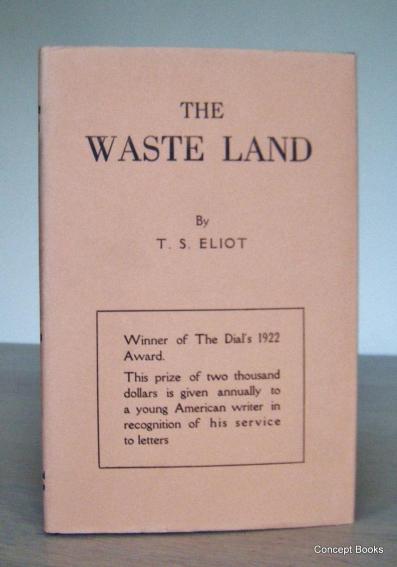 THE
WASTE LAND
By
T. S. ELIOT
Winner of The Dial's 1922
Award.
This prize of two thousand
dollars is given annually to
a young American writer in
recognition of his service
to letters
Concept Books